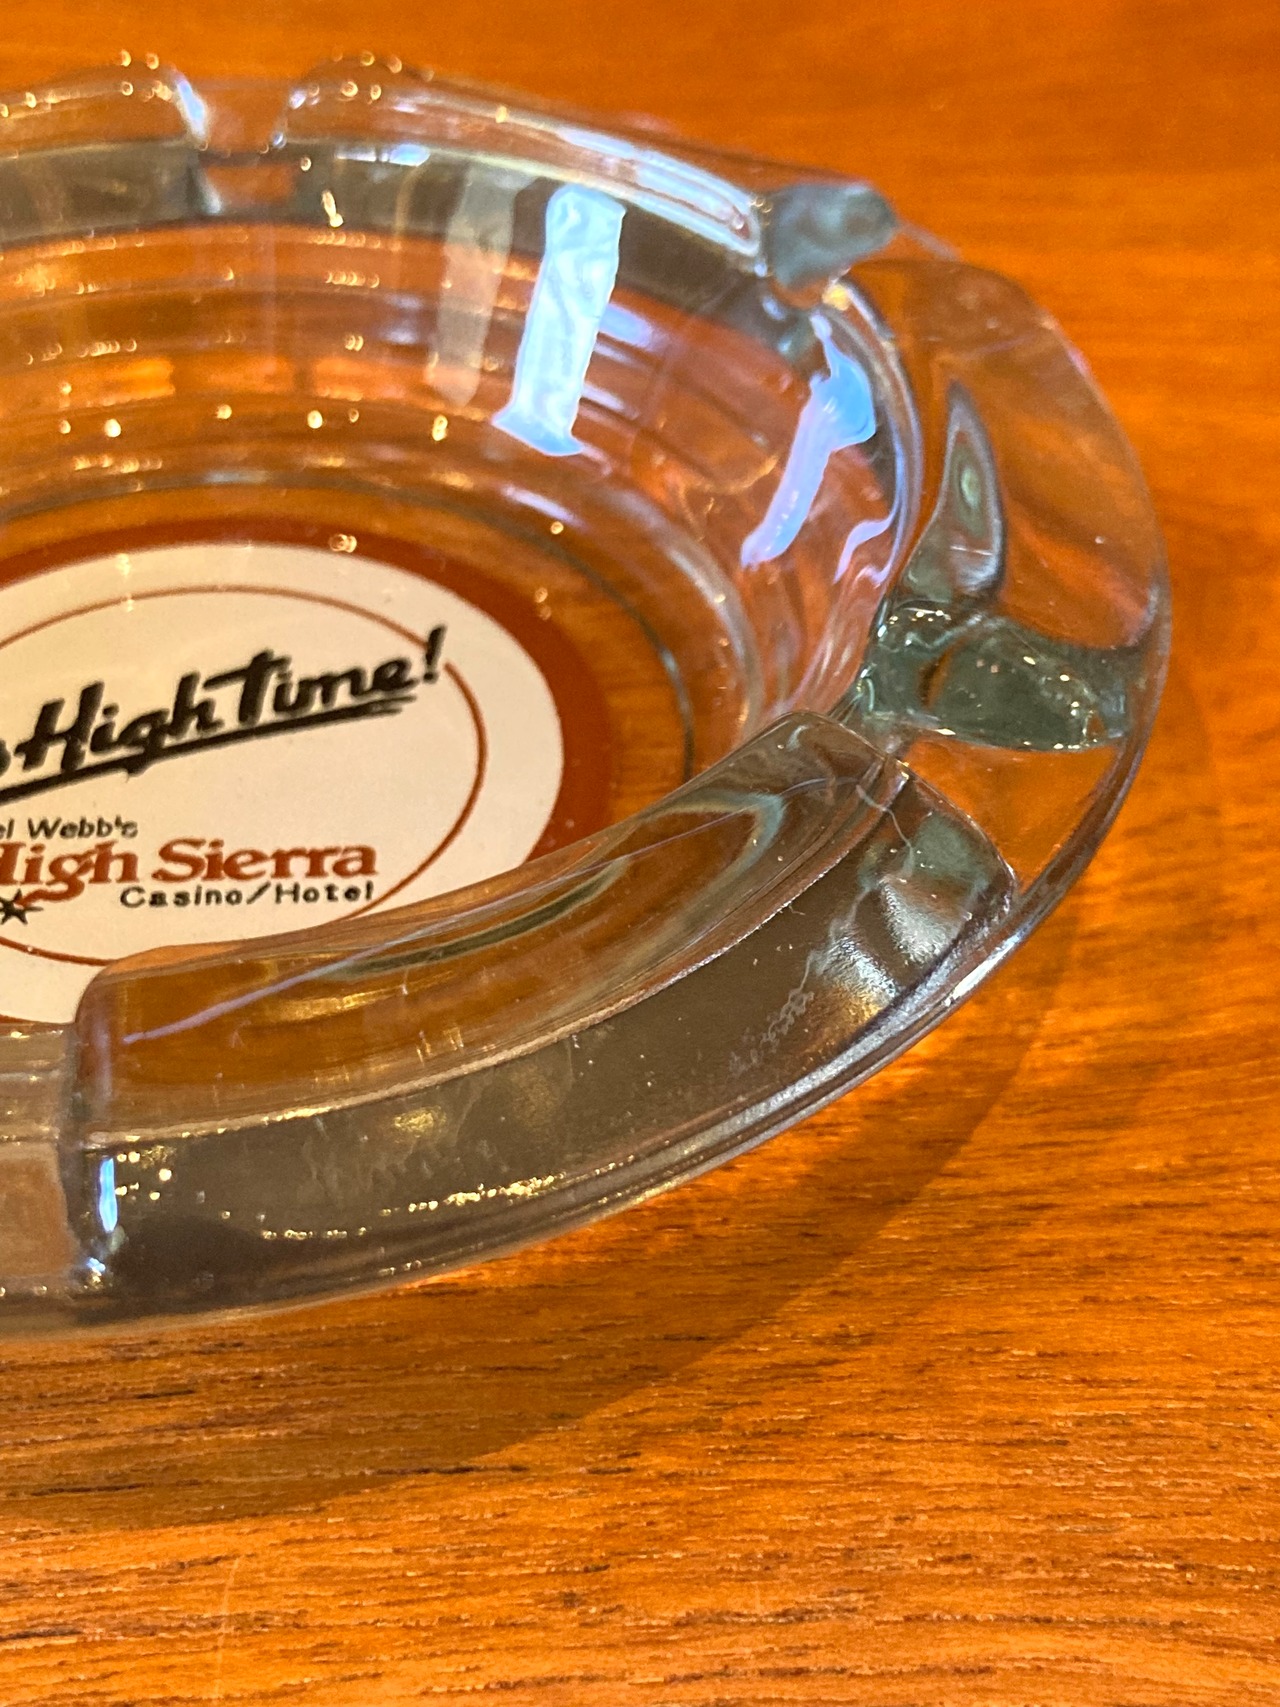 High Time!
el Webb's
High Sierra
Casino/Hotel